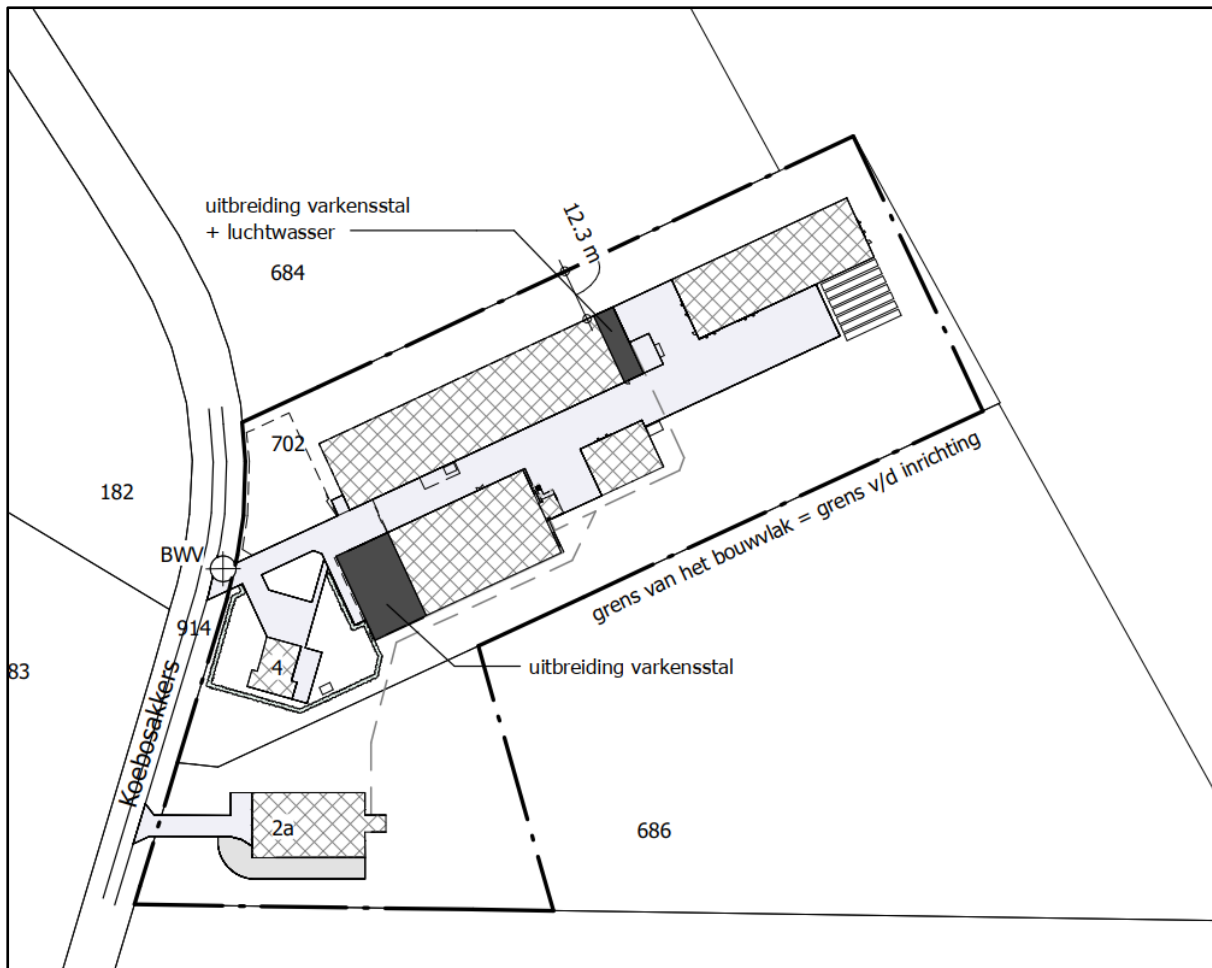 uitbreiding varkensstal
+ luchtwasser
12.3 m
684
702
182
BWV
914
83
4
Koebosakkers
grens van het bouwvlak = grens v/d inrichting
uitbreiding varkensstal
2a
686